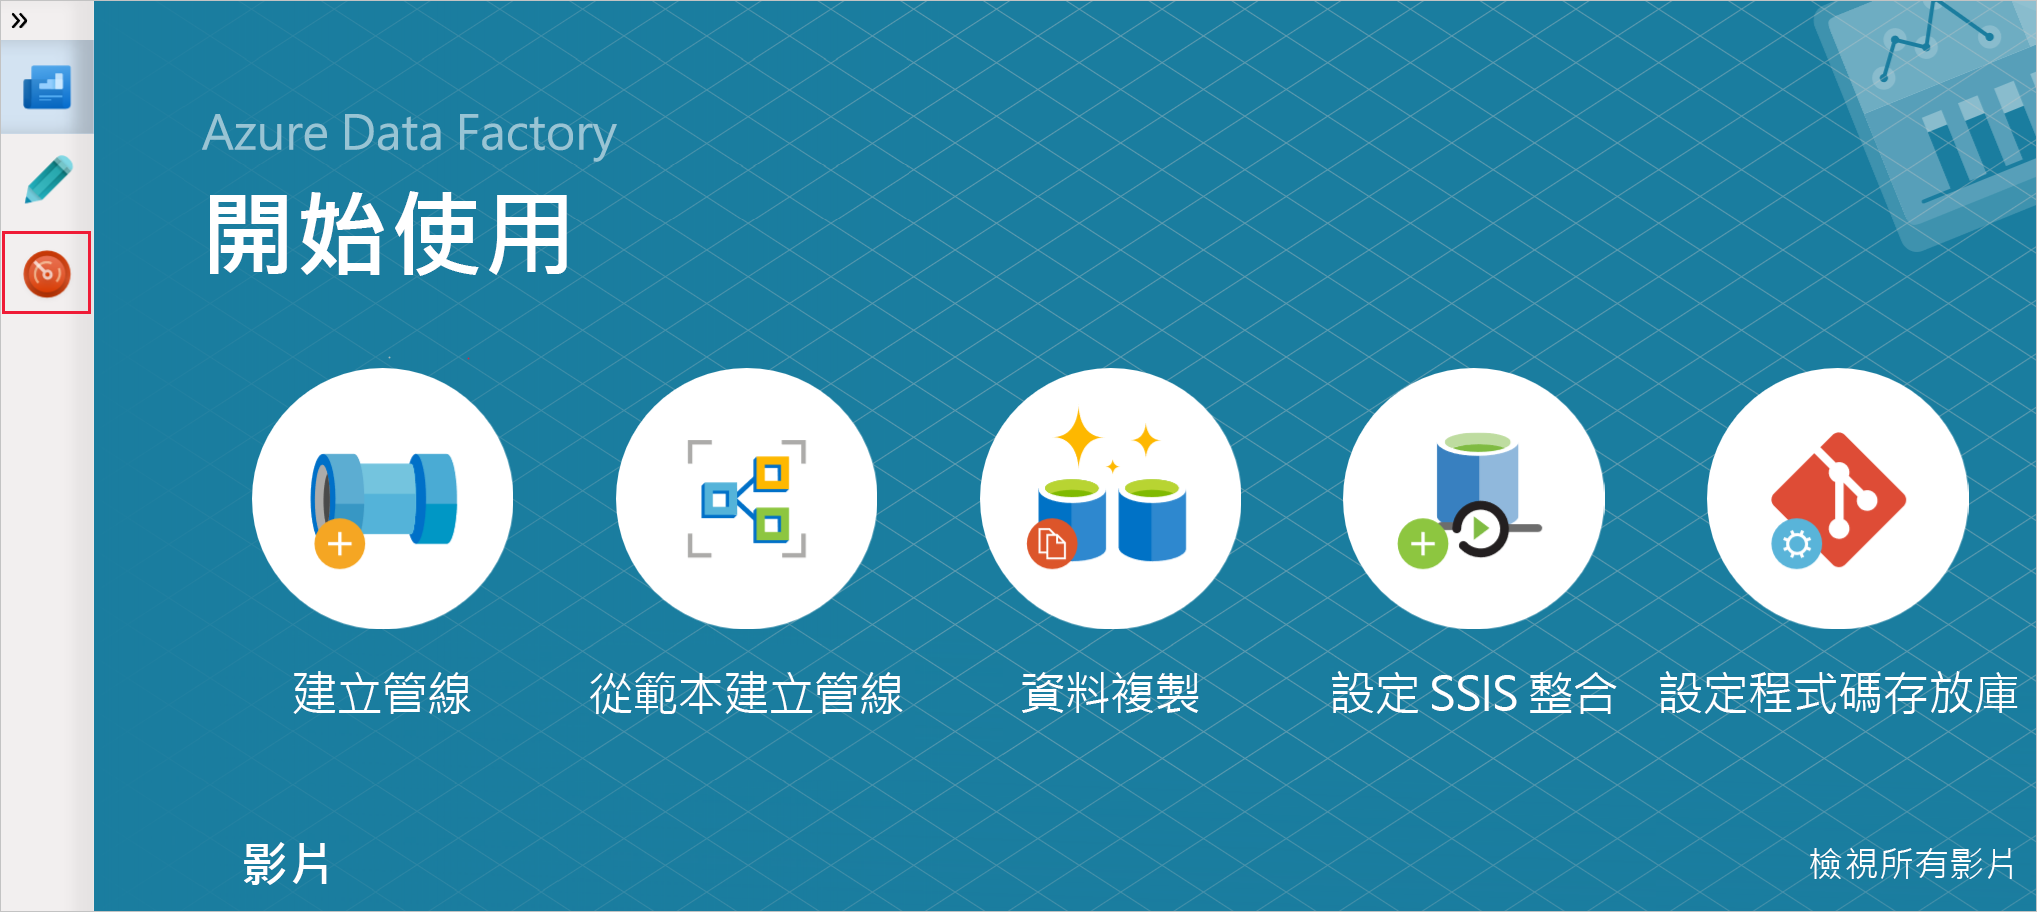 Azure Data Factory
開始使用
建立管線
從範本建立管線
資料複製
設定 SSIS 整合
設定程式碼存放庫
影片
檢視所有影片